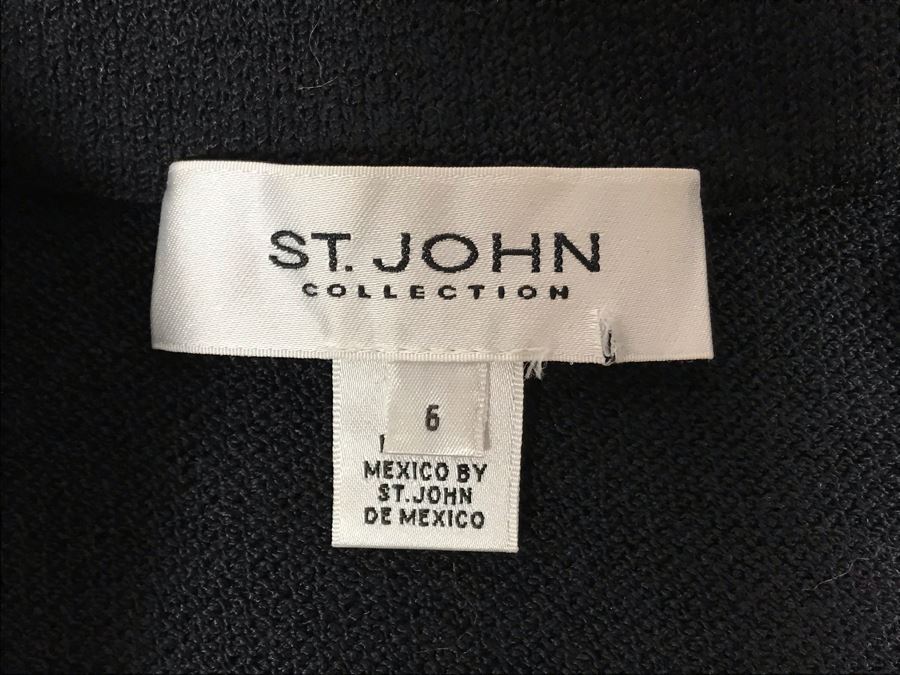 ST. JOHN
COLLECTION
6
MEXICO BY
ST.JOHN
DE MEXICO